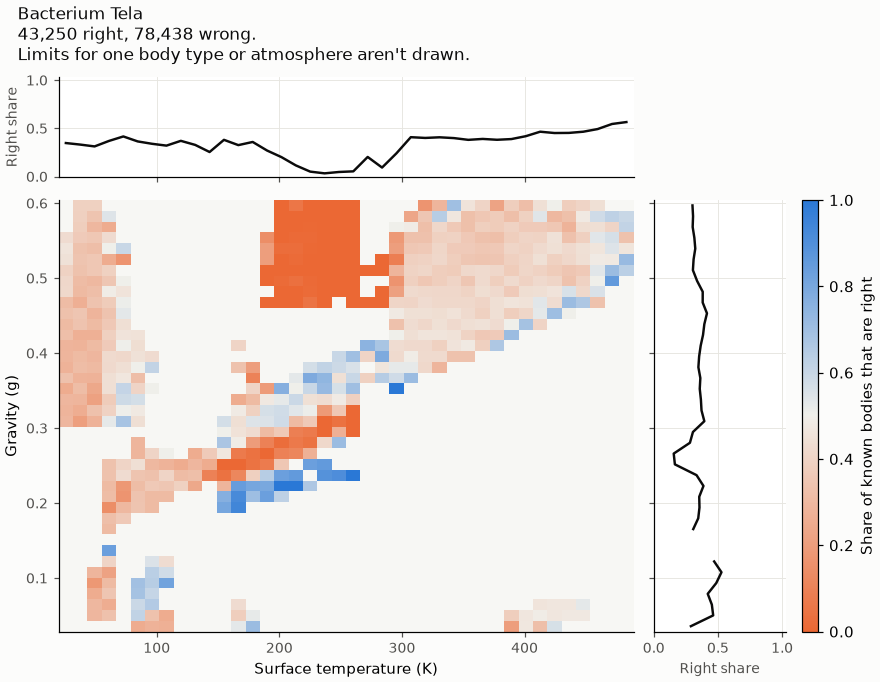 Bacterium Tela
43,250 right, 78,438 wrong.
Limits for one body type or atmosphere aren't drawn.
Right share
1.0
0.5
0.0
Gravity (g)
0.6
0.5
0.4
0.3
0.2
0.1
100
200
300
400
Surface temperature (K)
0.0
0.5
1.0
Right share
1.0
0.8
0.6
0.4
0.2
0.0
Share of known bodies that are right